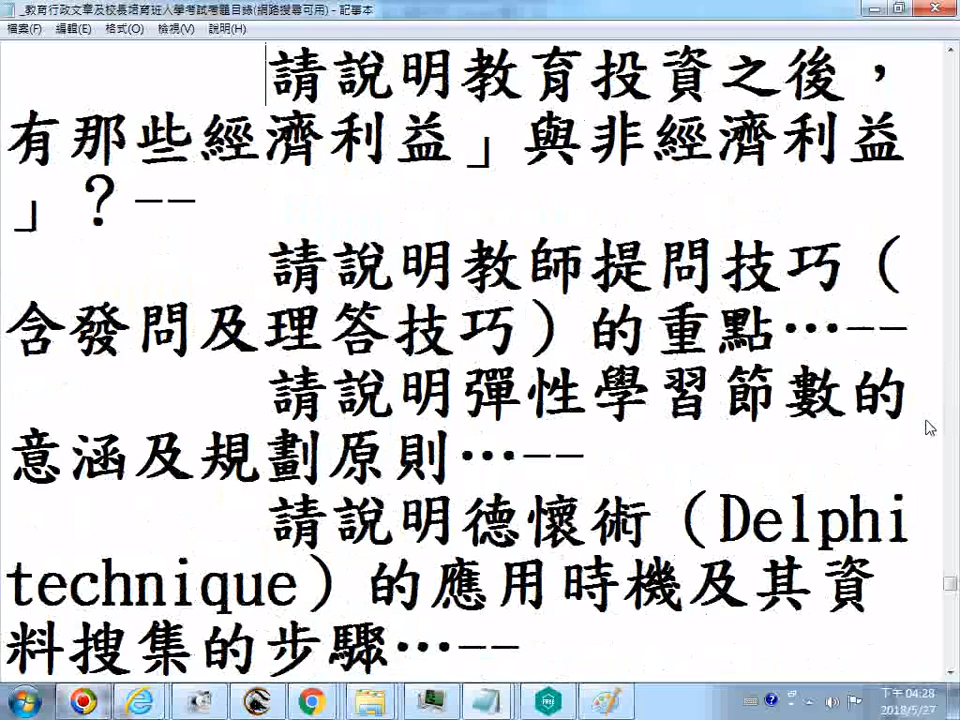 _教育行政文章及校長培育班入學考試考題目錄(網路搜尋可用) - 記事本
檔案(F) 編輯(E) 格式(O) 檢視(V) 說明(H)
請說明教育投資之後，
有那些經濟利益」與非經濟利益
」？--
請說明教師提問技巧（
含發問及理答技巧）的重點…--
請說明彈性學習節數的
意涵及規劃原則…--
請說明德懷術（Delphi
technique）的應用時機及其資
料搜集的步驟…--
下午 04:28
2018/5/27